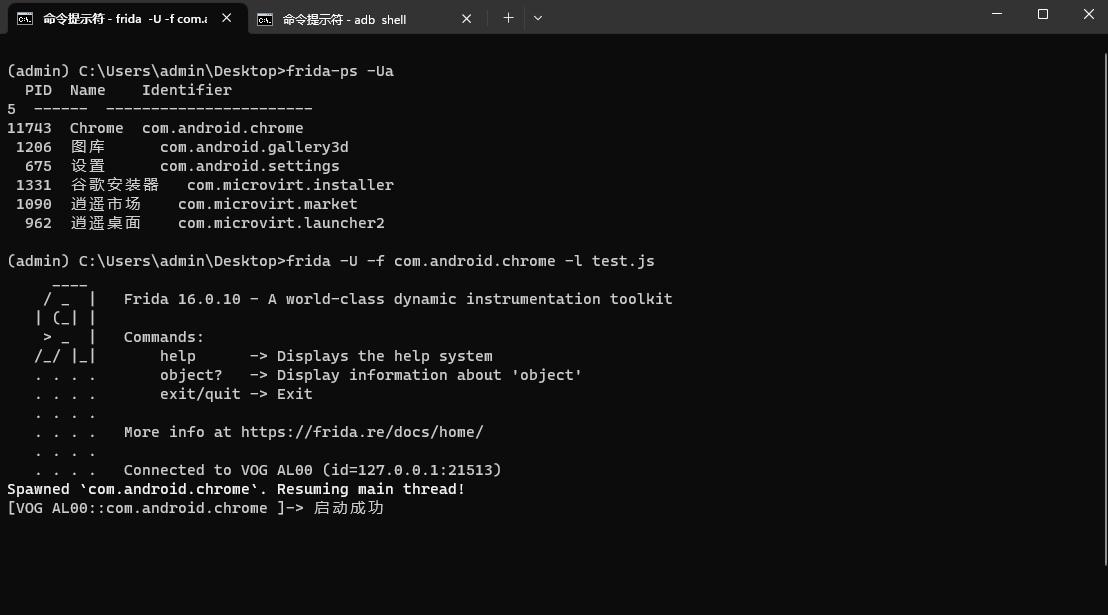 命令提示符 - frida  -U -f com.a
命令提示符 - adb  shell
(admin) C:\Users\admin\Desktop>frida-ps -Ua
  PID  Name    Identifier
5  ------  -----------------------
11743  Chrome  com.android.chrome
 1206  图库      com.android.gallery3d
  675  设置      com.android.settings
 1331  谷歌安装器   com.microvirt.installer
 1090  逍遥市场    com.microvirt.market
  962  逍遥桌面    com.microvirt.launcher2
(admin) C:\Users\admin\Desktop>frida -U -f com.android.chrome -l test.js
     ____
    / _  |   Frida 16.0.10 - A world-class dynamic instrumentation toolkit
   | (_| |
    > _  |   Commands:
   /_/ |_|       help      -> Displays the help system
   . . . .       object?   -> Display information about 'object'
   . . . .       exit/quit -> Exit
   . . . .
   . . . .   More info at https://frida.re/docs/home/
   . . . .
   . . . .   Connected to VOG AL00 (id=127.0.0.1:21513)
Spawned `com.android.chrome`. Resuming main thread!
[VOG AL00::com.android.chrome ]-> 启动成功